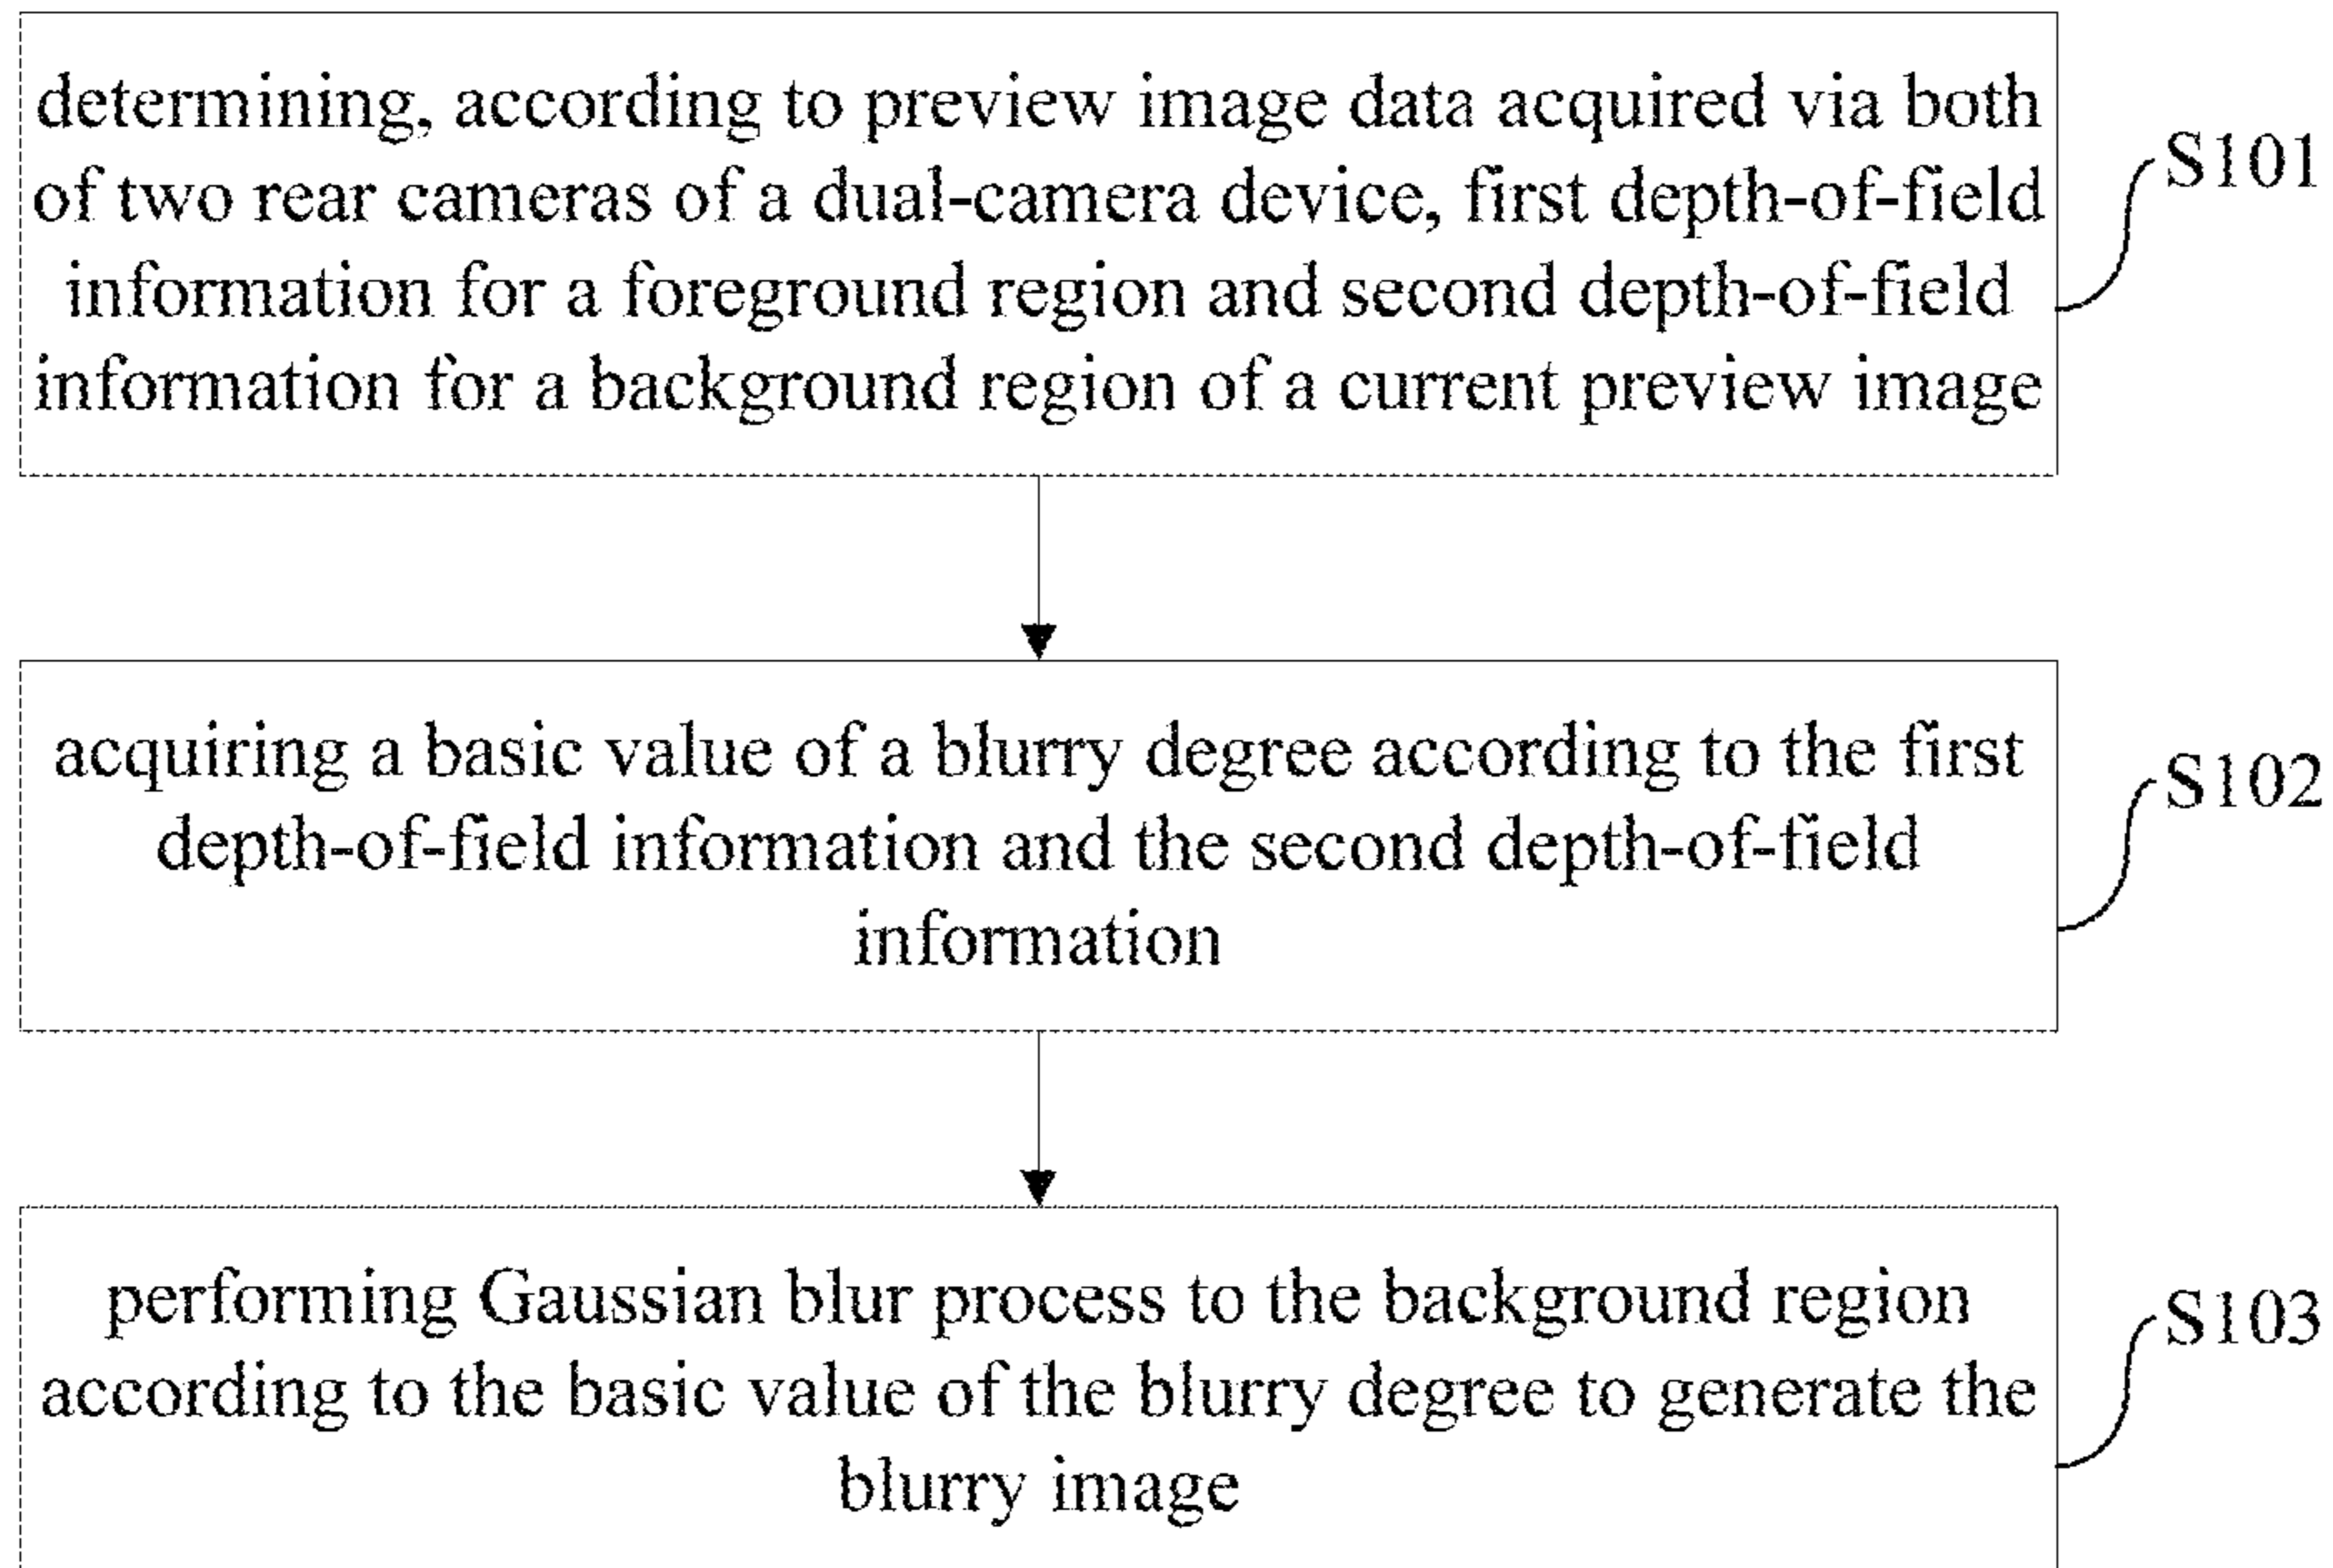 determining, according to preview image data acquired via both
of two rear cameras of a dual-camera device, first depth-of-field
information for a foreground region and second depth-of-field
information for a background region of a current preview image
S101
acquiring a basic value of a blurry degree according to the first
depth-of-field information and the second depth-of-field
information
S102
performing Gaussian blur process to the background region
according to the basic value of the blurry degree to generate the
blurry image
S103